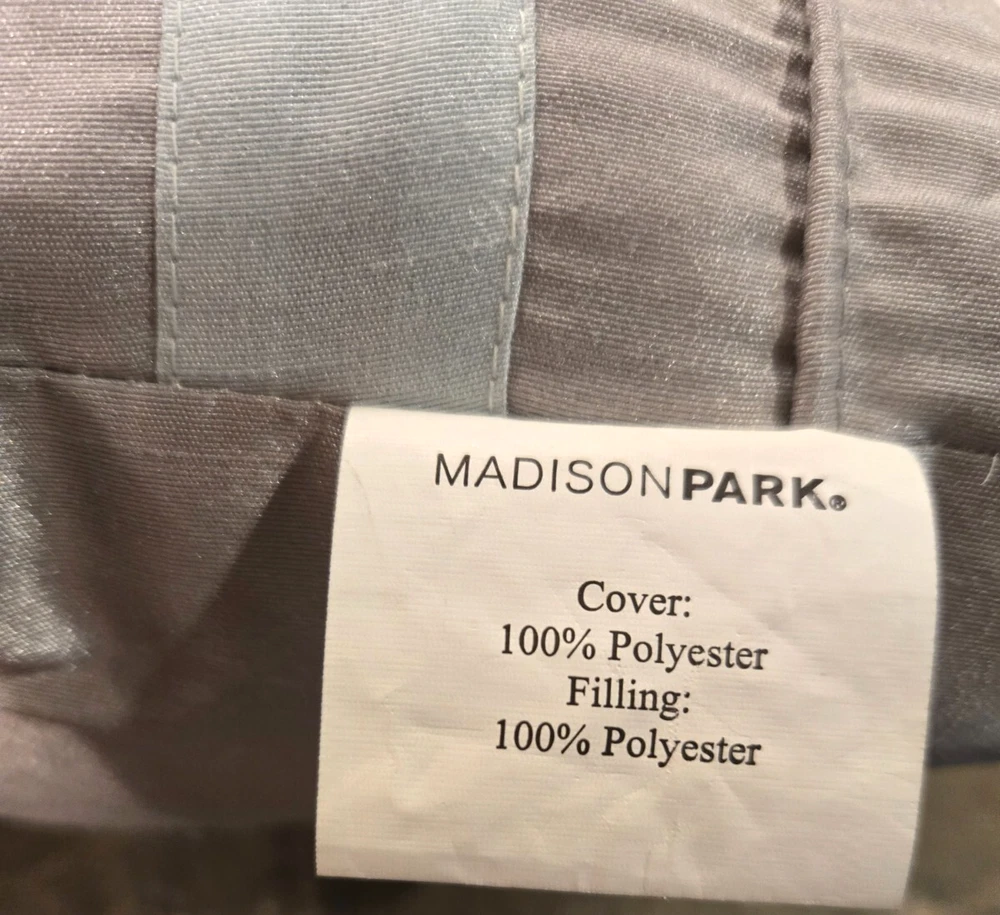 MADISONPARK®
Cover:
100% Polyester
Filling:
100% Polyester